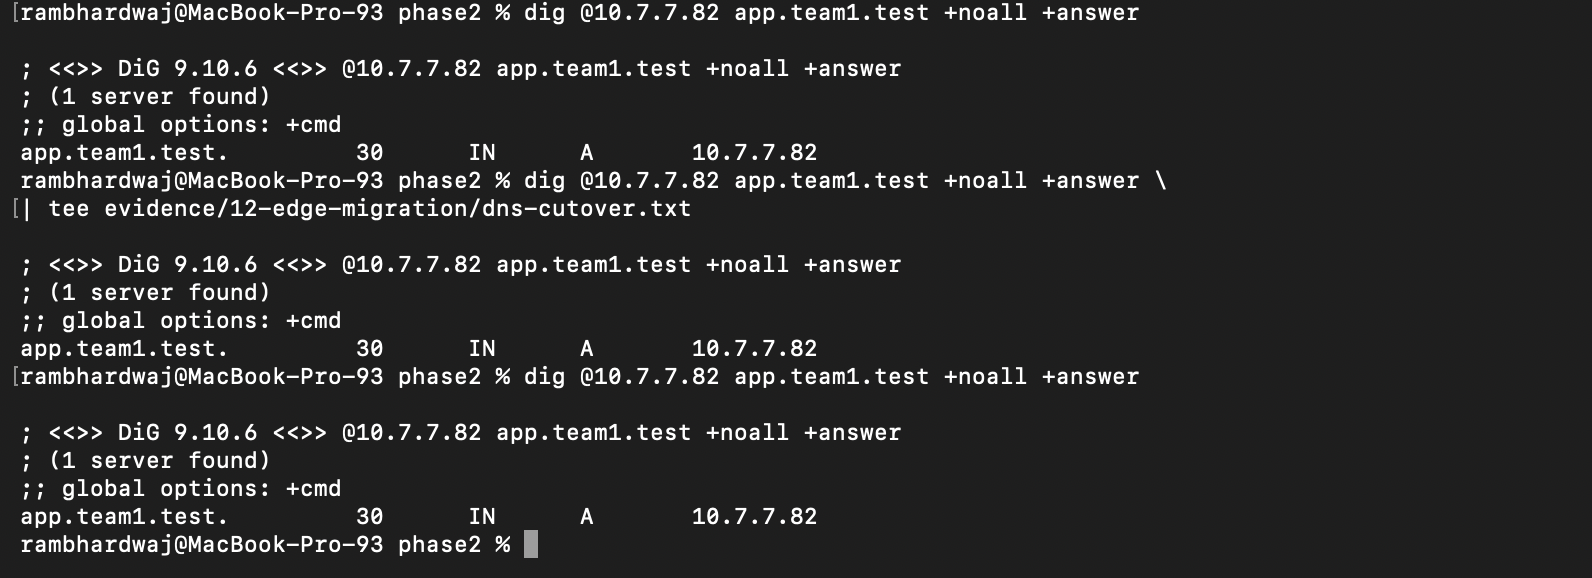 [rambhardwaj@MacBook-Pro-93 phase2 % dig @10.7.7.82 app.team1.test +noall +answer
; <<>> DiG 9.10.6 <<>> @10.7.7.82 app.team1.test +noall +answer
; (1 server found)
;; global options: +cmd
app.team1.test. 30 IN A 10.7.7.82
rambhardwaj@MacBook-Pro-93 phase2 % dig @10.7.7.82 app.team1.test +noall +answer \
[| tee evidence/12-edge-migration/dns-cutover.txt
; <<>> DiG 9.10.6 <<>> @10.7.7.82 app.team1.test +noall +answer
; (1 server found)
;; global options: +cmd
app.team1.test. 30 IN A 10.7.7.82
[rambhardwaj@MacBook-Pro-93 phase2 % dig @10.7.7.82 app.team1.test +noall +answer
; <<>> DiG 9.10.6 <<>> @10.7.7.82 app.team1.test +noall +answer
; (1 server found)
;; global options: +cmd
app.team1.test. 30 IN A 10.7.7.82
rambhardwaj@MacBook-Pro-93 phase2 %